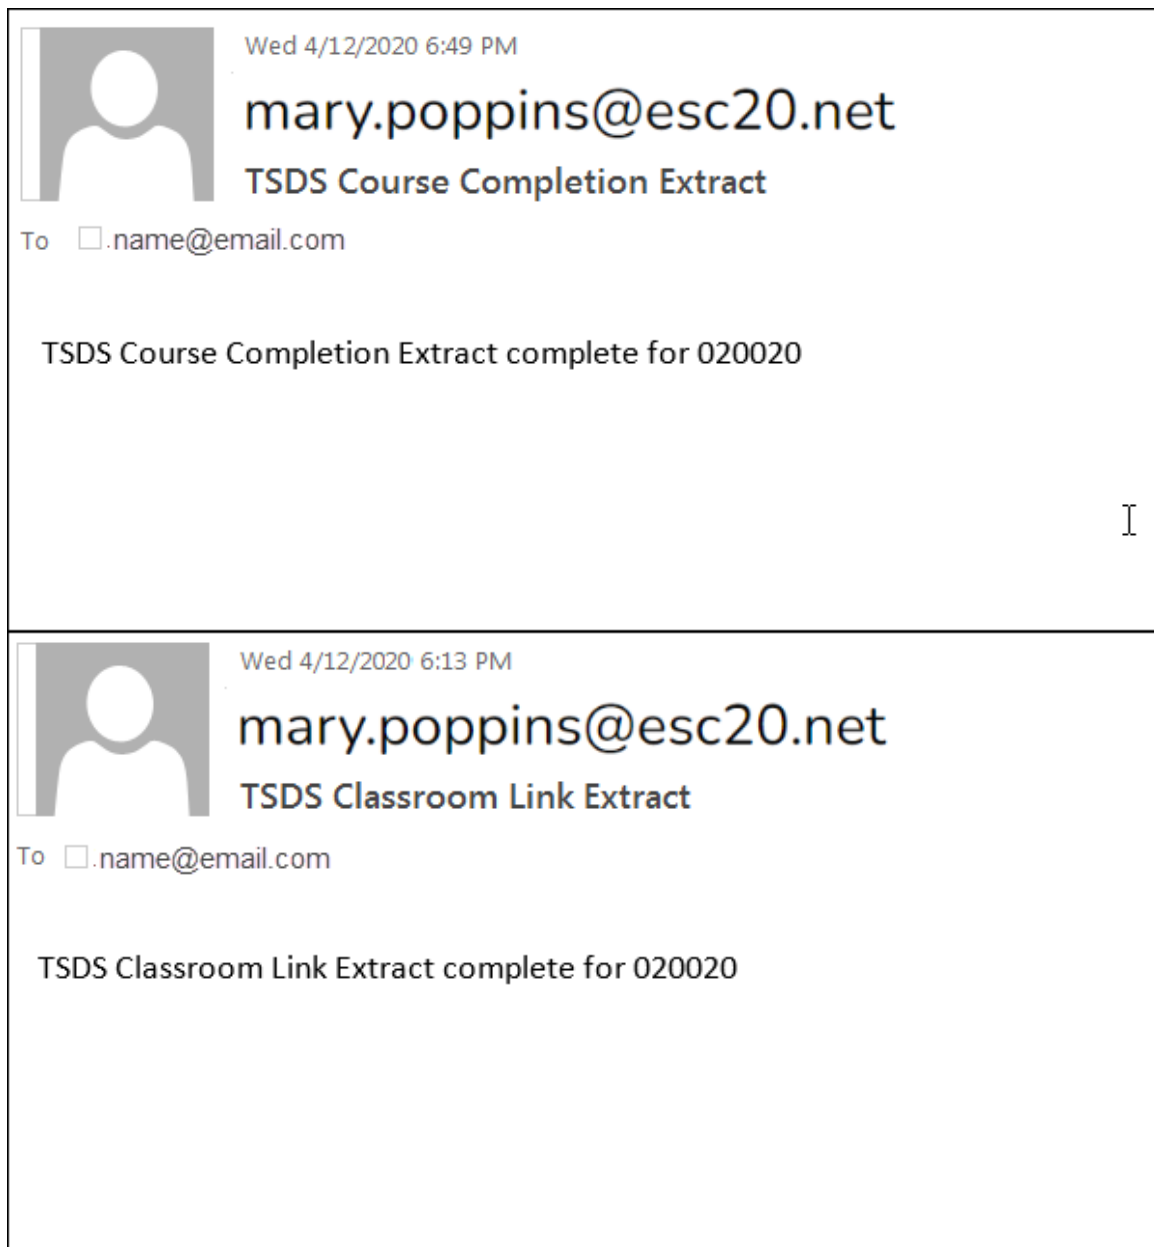 Wed 4/12/2020 6:49 PM
mary.poppins@esc20.net
TSDS Course Completion Extract
To .name@email.com
TSDS Course Completion Extract complete for 020020
Wed 4/12/2020 6:13 PM
mary.poppins@esc20.net
TSDS Classroom Link Extract
To .name@email.com
TSDS Classroom Link Extract complete for 020020